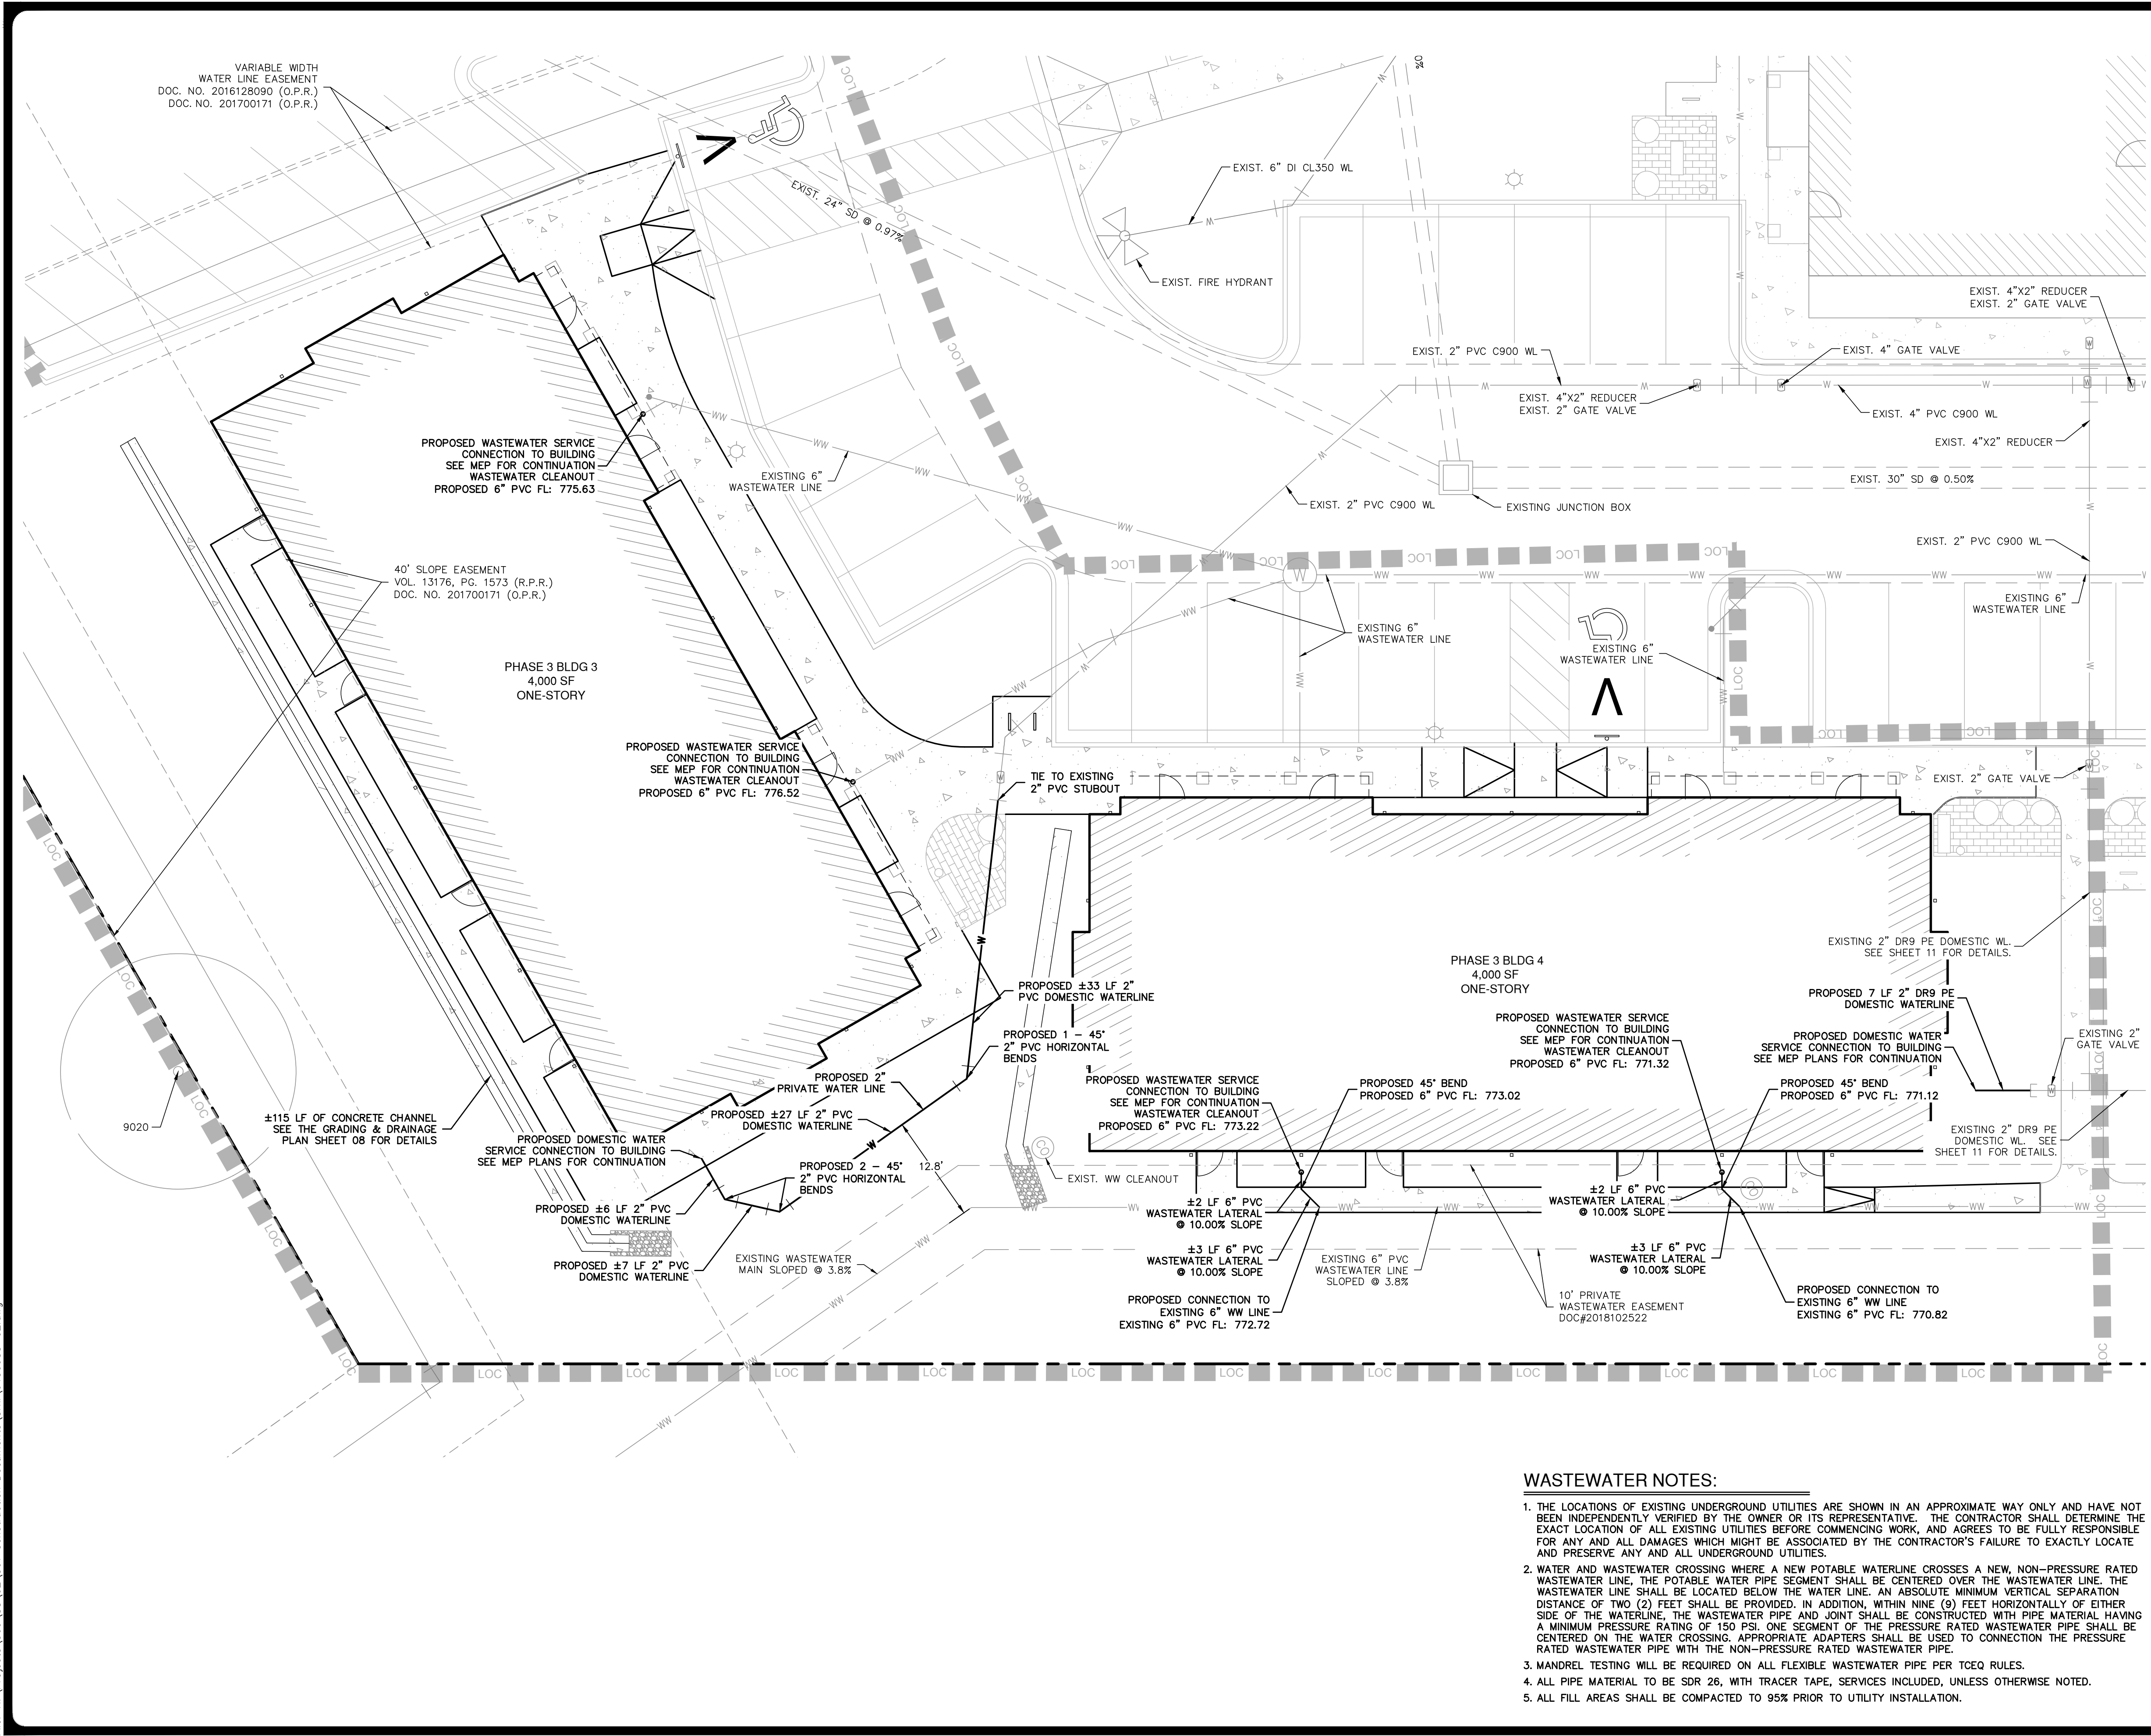 VARIABLE WIDTH
WATER LINE EASEMENT
DOC. NO. 2016128090 (O.P.R.)
DOC. NO. 201700171 (O.P.R.)
EXIST. 24" SD @ 0.97%
EXIST. 6" DI CL350 WL
EXIST. FIRE HYDRANT
0%
EXIST. 4"X2" REDUCER
EXIST. 2" GATE VALVE
EXIST. 2" PVC C900 WL
EXIST. 4" GATE VALVE
EXIST. 4"X2" REDUCER
EXIST. 2" GATE VALVE
EXIST. 4" PVC C900 WL
EXIST. 4"X2" REDUCER
PROPOSED WASTEWATER SERVICE
CONNECTION TO BUILDING
SEE MEP FOR CONTINUATION
WASTEWATER CLEANOUT
PROPOSED 6" PVC FL: 775.63
EXISTING 6"
WASTEWATER LINE
EXIST. 2" PVC C900 WL
EXISTING JUNCTION BOX
EXIST. 30" SD @ 0.50%
EXIST. 2" PVC C900 WL
40' SLOPE EASEMENT
VOL. 13176, PG. 1573 (R.P.R.)
DOC. NO. 201700171 (O.P.R.)
EXISTING 6"
WASTEWATER LINE
EXISTING 6"
WASTEWATER LINE
EXISTING 6"
WASTEWATER LINE
PHASE 3 BLDG 3
4,000 SF
ONE-STORY
PROPOSED WASTEWATER SERVICE
CONNECTION TO BUILDING
SEE MEP FOR CONTINUATION
WASTEWATER CLEANOUT
PROPOSED 6" PVC FL: 776.52
TIE TO EXISTING
2" PVC STUBOUT
EXIST. 2" GATE VALVE
EXISTING 2" DR9 PE DOMESTIC WL.
SEE SHEET 11 FOR DETAILS.
PHASE 3 BLDG 4
4,000 SF
ONE-STORY
PROPOSED ±33 LF 2"
PVC DOMESTIC WATERLINE
PROPOSED 7 LF 2" DR9 PE
DOMESTIC WATERLINE
PROPOSED WASTEWATER SERVICE
CONNECTION TO BUILDING
SEE MEP FOR CONTINUATION
WASTEWATER CLEANOUT
PROPOSED 6" PVC FL: 771.32
PROPOSED 1 – 45°
2" PVC HORIZONTAL
BENDS
PROPOSED DOMESTIC WATER
SERVICE CONNECTION TO BUILDING
SEE MEP PLANS FOR CONTINUATION
EXISTING 2"
GATE VALVE
PROPOSED 2"
PRIVATE WATER LINE
PROPOSED WASTEWATER SERVICE
CONNECTION TO BUILDING
SEE MEP FOR CONTINUATION
WASTEWATER CLEANOUT
PROPOSED 6" PVC FL: 773.22
PROPOSED 45° BEND
PROPOSED 6" PVC FL: 773.02
PROPOSED 45° BEND
PROPOSED 6" PVC FL: 771.12
9020
±115 LF OF CONCRETE CHANNEL
SEE THE GRADING & DRAINAGE
PLAN SHEET 08 FOR DETAILS
PROPOSED ±27 LF 2" PVC
DOMESTIC WATERLINE
PROPOSED DOMESTIC WATER
SERVICE CONNECTION TO BUILDING
SEE MEP PLANS FOR CONTINUATION
EXISTING 2" DR9 PE
DOMESTIC WL. SEE
SHEET 11 FOR DETAILS.
PROPOSED 2 – 45°
2" PVC HORIZONTAL
BENDS
12.8'
CO
EXIST. WW CLEANOUT
CO
PROPOSED ±6 LF 2" PVC
DOMESTIC WATERLINE
±2 LF 6" PVC
WASTEWATER LATERAL
@ 10.00% SLOPE
±2 LF 6" PVC
WASTEWATER LATERAL
@ 10.00% SLOPE
PROPOSED ±7 LF 2" PVC
DOMESTIC WATERLINE
EXISTING WASTEWATER
MAIN SLOPED @ 3.8%
±3 LF 6" PVC
WASTEWATER LATERAL
@ 10.00% SLOPE
EXISTING 6" PVC
WASTEWATER LINE
SLOPED @ 3.8%
±3 LF 6" PVC
WASTEWATER LATERAL
@ 10.00% SLOPE
PROPOSED CONNECTION TO
EXISTING 6" WW LINE
EXISTING 6" PVC FL: 772.72
10' PRIVATE
WASTEWATER EASEMENT
DOC#2018102522
PROPOSED CONNECTION TO
EXISTING 6" WW LINE
EXISTING 6" PVC FL: 770.82
LOC LOC LOC LOC LOC LOC LOC LOC LOC LOC LOC
WASTEWATER NOTES:
1. THE LOCATIONS OF EXISTING UNDERGROUND UTILITIES ARE SHOWN IN AN APPROXIMATE WAY ONLY AND HAVE NOT
BEEN INDEPENDENTLY VERIFIED BY THE OWNER OR ITS REPRESENTATIVE. THE CONTRACTOR SHALL DETERMINE THE
EXACT LOCATION OF ALL EXISTING UTILITIES BEFORE COMMENCING WORK, AND AGREES TO BE FULLY RESPONSIBLE
FOR ANY AND ALL DAMAGES WHICH MIGHT BE ASSOCIATED BY THE CONTRACTOR'S FAILURE TO EXACTLY LOCATE
AND PRESERVE ANY AND ALL UNDERGROUND UTILITIES.
2. WATER AND WASTEWATER CROSSING WHERE A NEW POTABLE WATERLINE CROSSES A NEW, NON–PRESSURE RATED
WASTEWATER LINE, THE POTABLE WATER PIPE SEGMENT SHALL BE CENTERED OVER THE WASTEWATER LINE. THE
WASTEWATER LINE SHALL BE LOCATED BELOW THE WATER LINE. AN ABSOLUTE MINIMUM VERTICAL SEPARATION
DISTANCE OF TWO (2) FEET SHALL BE PROVIDED. IN ADDITION, WITHIN NINE (9) FEET HORIZONTALLY OF EITHER
SIDE OF THE WATERLINE, THE WASTEWATER PIPE AND JOINT SHALL BE CONSTRUCTED WITH PIPE MATERIAL HAVING
A MINIMUM PRESSURE RATING OF 150 PSI. ONE SEGMENT OF THE PRESSURE RATED WASTEWATER PIPE SHALL BE
CENTERED ON THE WATER CROSSING. APPROPRIATE ADAPTERS SHALL BE USED TO CONNECTION THE PRESSURE
RATED WASTEWATER PIPE WITH THE NON–PRESSURE RATED WASTEWATER PIPE.
3. MANDREL TESTING WILL BE REQUIRED ON ALL FLEXIBLE WASTEWATER PIPE PER TCEQ RULES.
4. ALL PIPE MATERIAL TO BE SDR 26, WITH TRACER TAPE, SERVICES INCLUDED, UNLESS OTHERWISE NOTED.
5. ALL FILL AREAS SHALL BE COMPACTED TO 95% PRIOR TO UTILITY INSTALLATION.